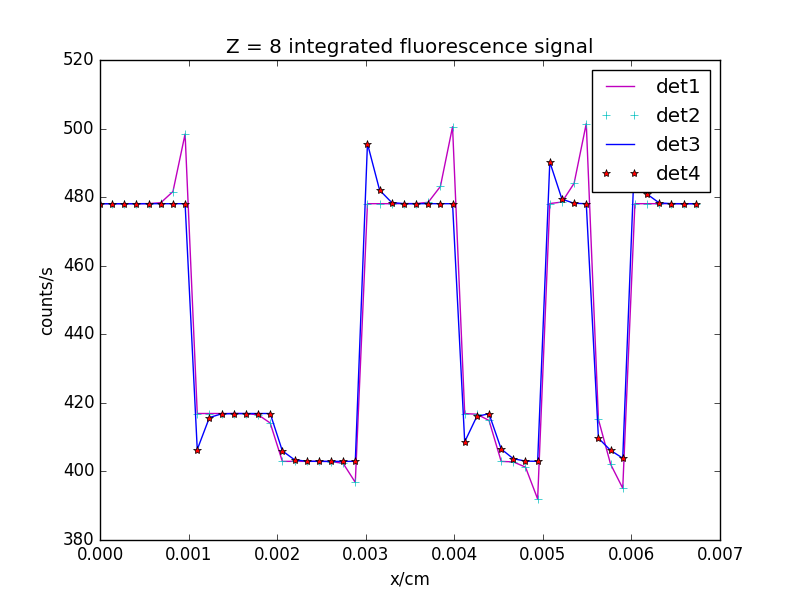 Z = 8 integrated fluorescence signal
520
500
480
460
440
420
400
380
counts/s
det1
det2
det3
det4
0.000 0.001 0.002 0.003 0.004 0.005 0.006 0.007
x/cm